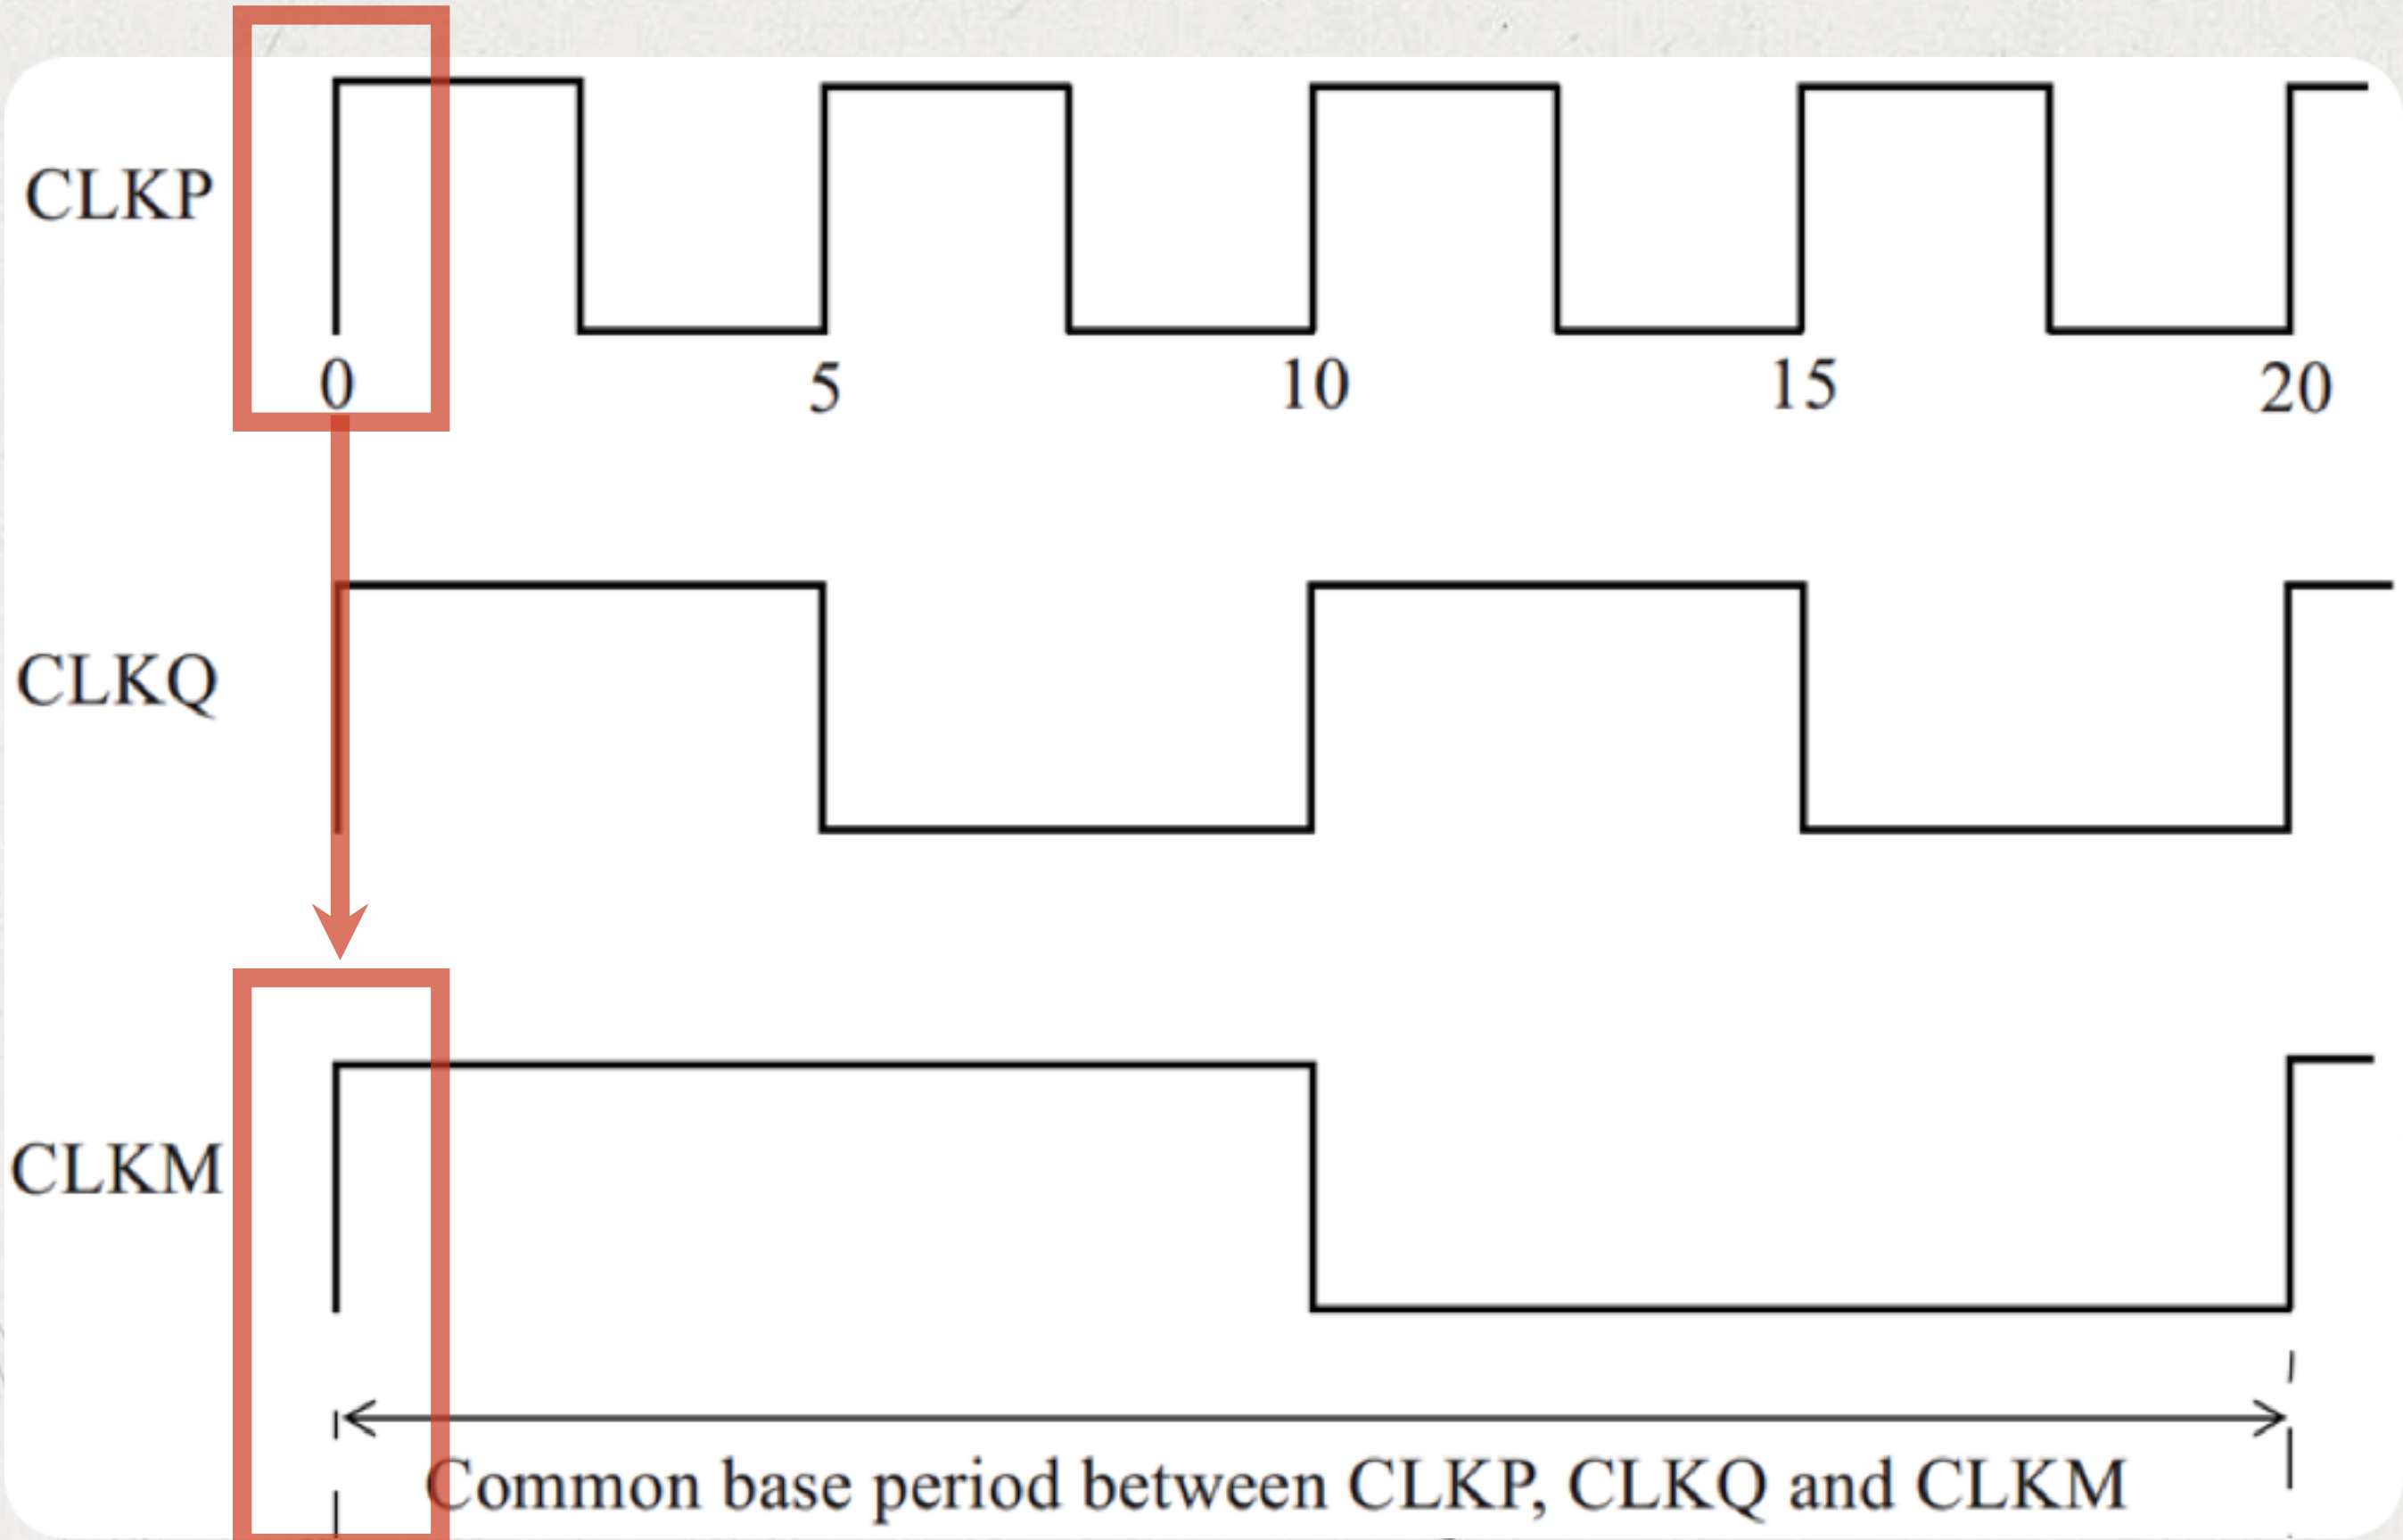 CLKP
0 5 10 15 20
CLKQ
CLKM
Common base period between CLKP, CLKQ and CLKM